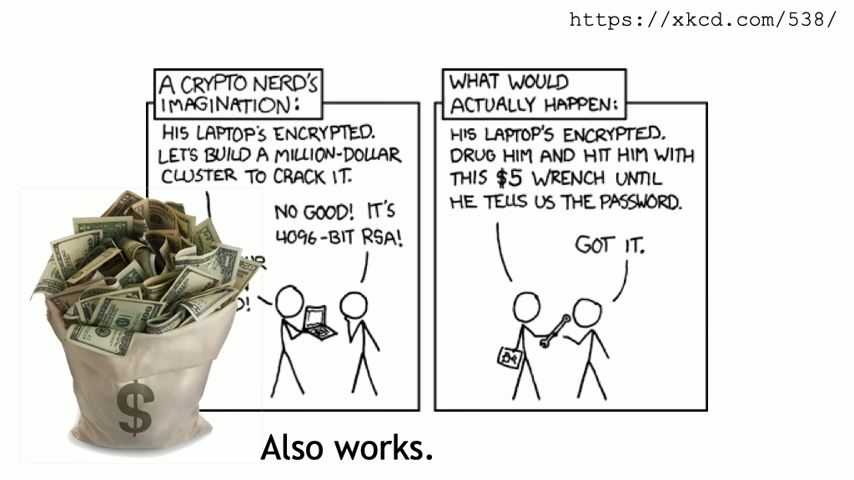 https://xkcd.com/538/
A CRYPTO NERD'S
IMAGINATION:
HIS LAPTOP'S ENCRYPTED.
LET'S BUILD A MILLION-DOLLAR
CLUSTER TO CRACK IT.
NO GOOD! IT'S
4096-BIT RSA!
WHAT WOULD
ACTUALLY HAPPEN:
HIS LAPTOP'S ENCRYPTED.
DRUG HIM AND HIT HIM WITH
THIS $5 WRENCH UNTIL
HE TELLS US THE PASSWORD.
GOT IT.
$
Also works.